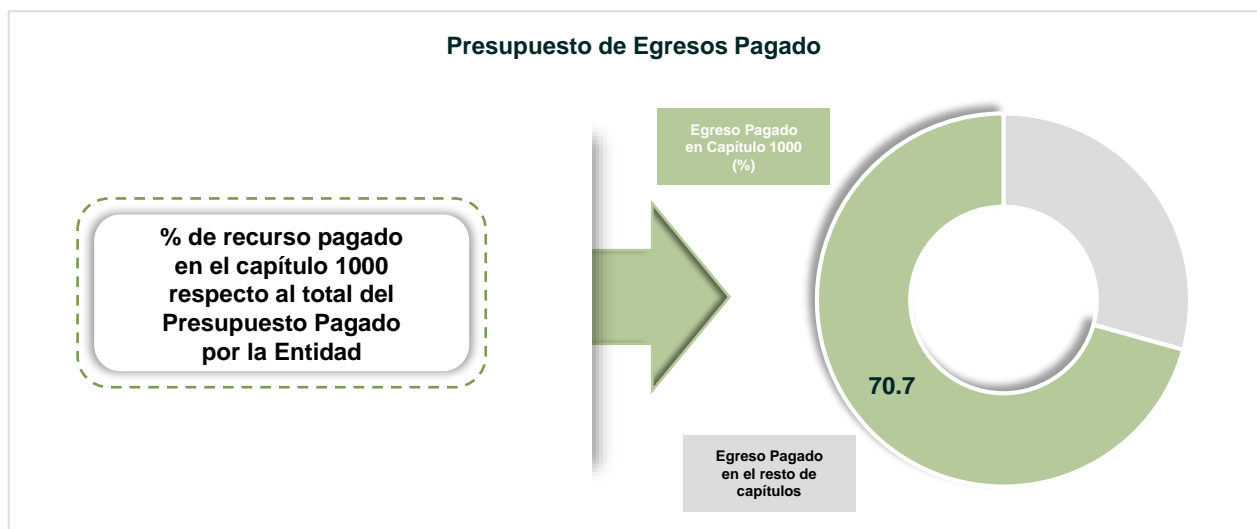 Presupuesto de Egresos Pagado
Egreso Pagado
en Capítulo 1000
(%)
% de recurso pagado
en el capítulo 1000
respecto al total del
Presupuesto Pagado
por la Entidad
70.7
Egreso Pagado
en el resto de
capítulos